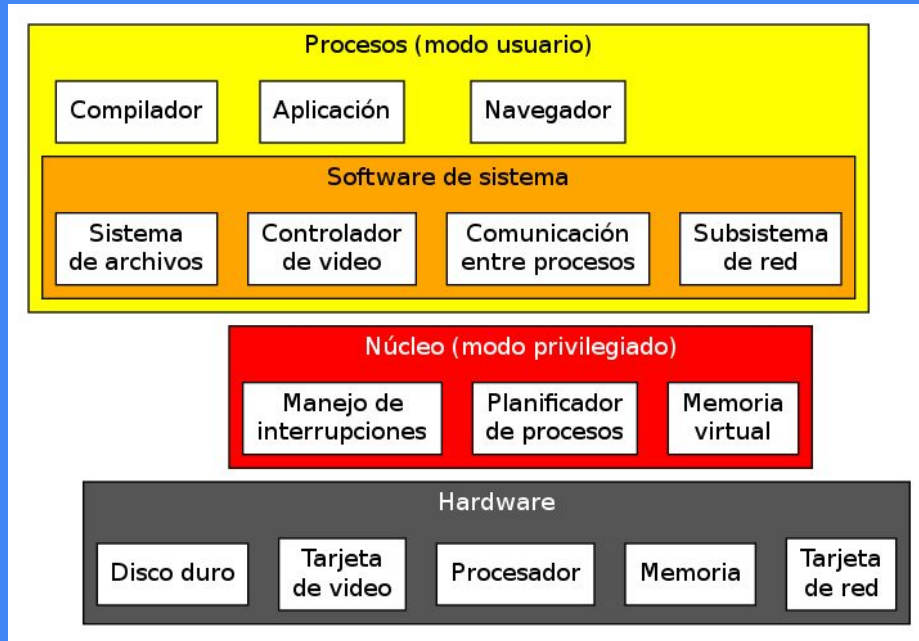 Procesos (modo usuario)
Compilador
Aplicación
Navegador
Software de sistema
Sistema
de archivos
Controlador
de video
Comunicación
entre procesos
Subsistema
de red
Núcleo (modo privilegiado)
Manejo de
interrupciones
Planificador
de procesos
Memoria
virtual
Hardware
Disco duro
Tarjeta
de video
Procesador
Memoria
Tarjeta
de red